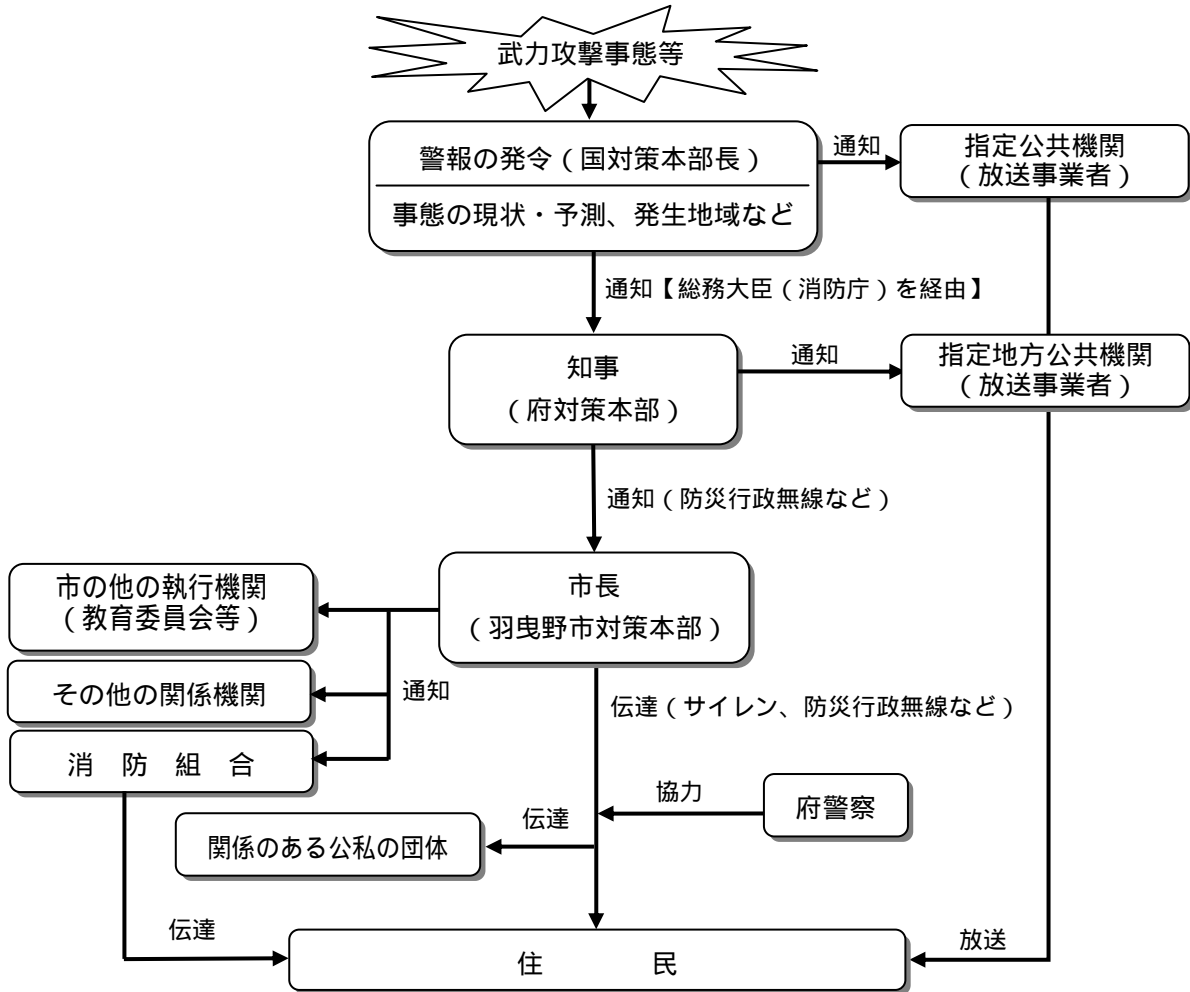 武力攻撃事態等
警報の発令(国対策本部長)
事態の現状・予測、発生地域など
通知
指定公共機関
(放送事業者)
通知【総務大臣(消防庁)を経由】
知事
(府対策本部)
通知
指定地方公共機関
(放送事業者)
通知(防災行政無線など)
市長
(羽曳野市対策本部)
市の他の執行機関
(教育委員会等)
その他の関係機関
消 防 組 合
通知
伝達(サイレン、防災行政無線など)
協力
府警察
伝達
関係のある公私の団体
伝達
放送
住 民